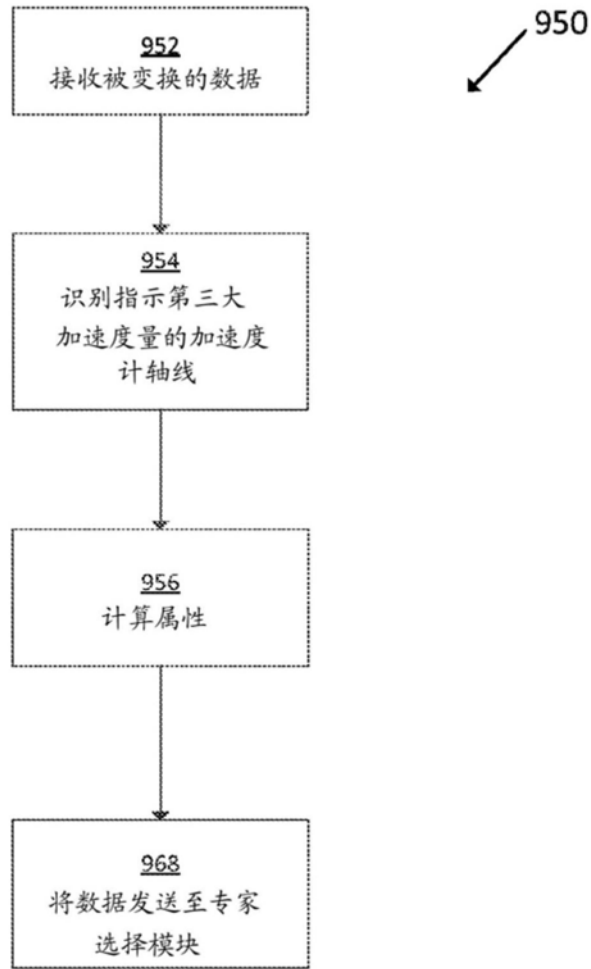 950
952
接收被变换的数据
954
识别指示第三大
加速度量的加速度
计轴线
956
计算属性
968
将数据发送至专家
选择模块